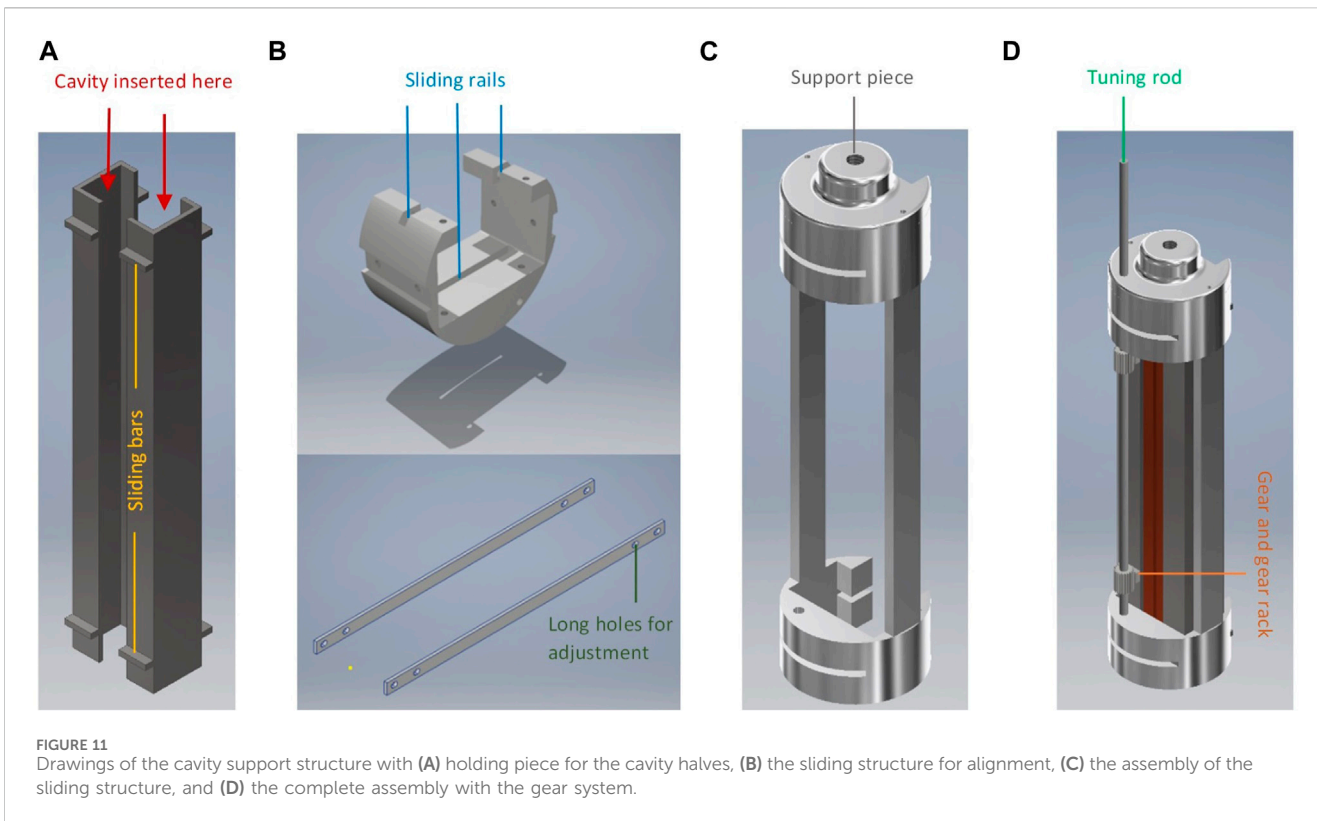 A
Cavity inserted here
Sliding bars
B
Sliding rails
Long holes for
adjustment
C
Support piece
D
Tuning rod
Gear and gear rack
FIGURE 11
Drawings of the cavity support structure with (A) holding piece for the cavity halves, (B) the sliding structure for alignment, (C) the assembly of the
sliding structure, and (D) the complete assembly with the gear system.